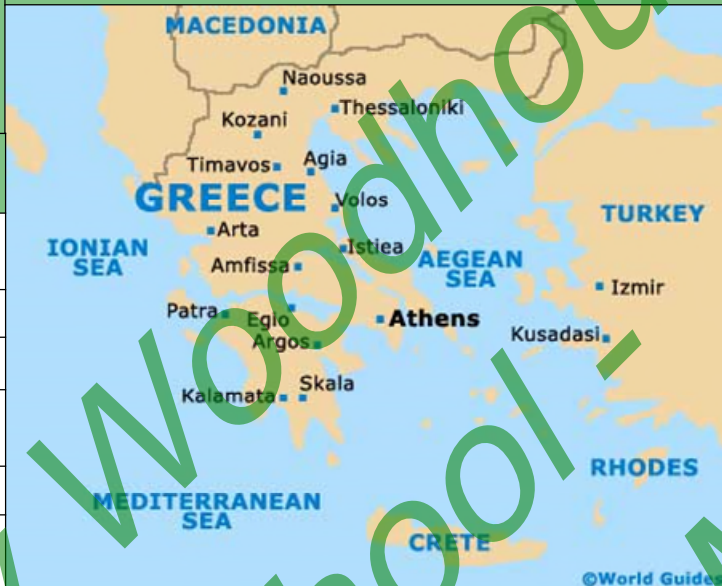 MACEDONIA
Naoussa
Thessaloniki
Kozani
Timavos
Agia
GREECE
Volos
TURKEY
Arta
IONIAN
SEA
Istiea
Amfissa
AEGEAN
SEA
Izmir
Patra
Egio
Athens
Kusadasi
Argos
Skala
Kalamata
RHODES
MEDITERRANEAN
SEA
CRETE
©World Guides
Woodhou
ool -